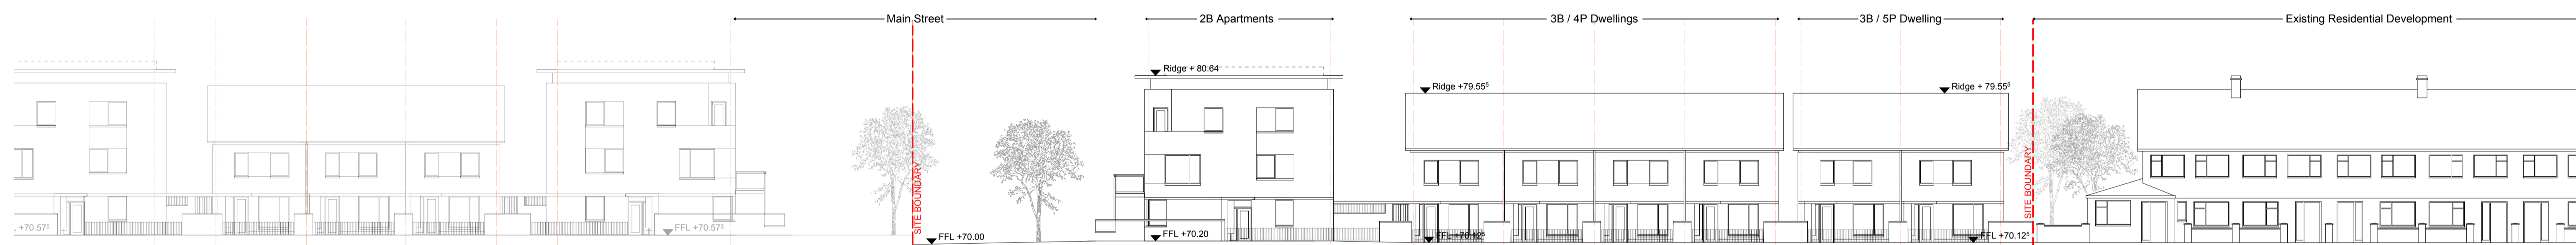 Main Street
2B Apartments
3B / 4P Dwellings
3B / 5P Dwelling
Existing Residential Development
Ridge + 80.64
Ridge +79.55⁵
Ridge + 79.55⁵
SITE BOUNDARY
SITE BOUNDARY
+70.57⁵
FFL +70.57⁵
FFL +70.00
FFL +70.20
FFL +70.12⁵
FFL +70.12⁵